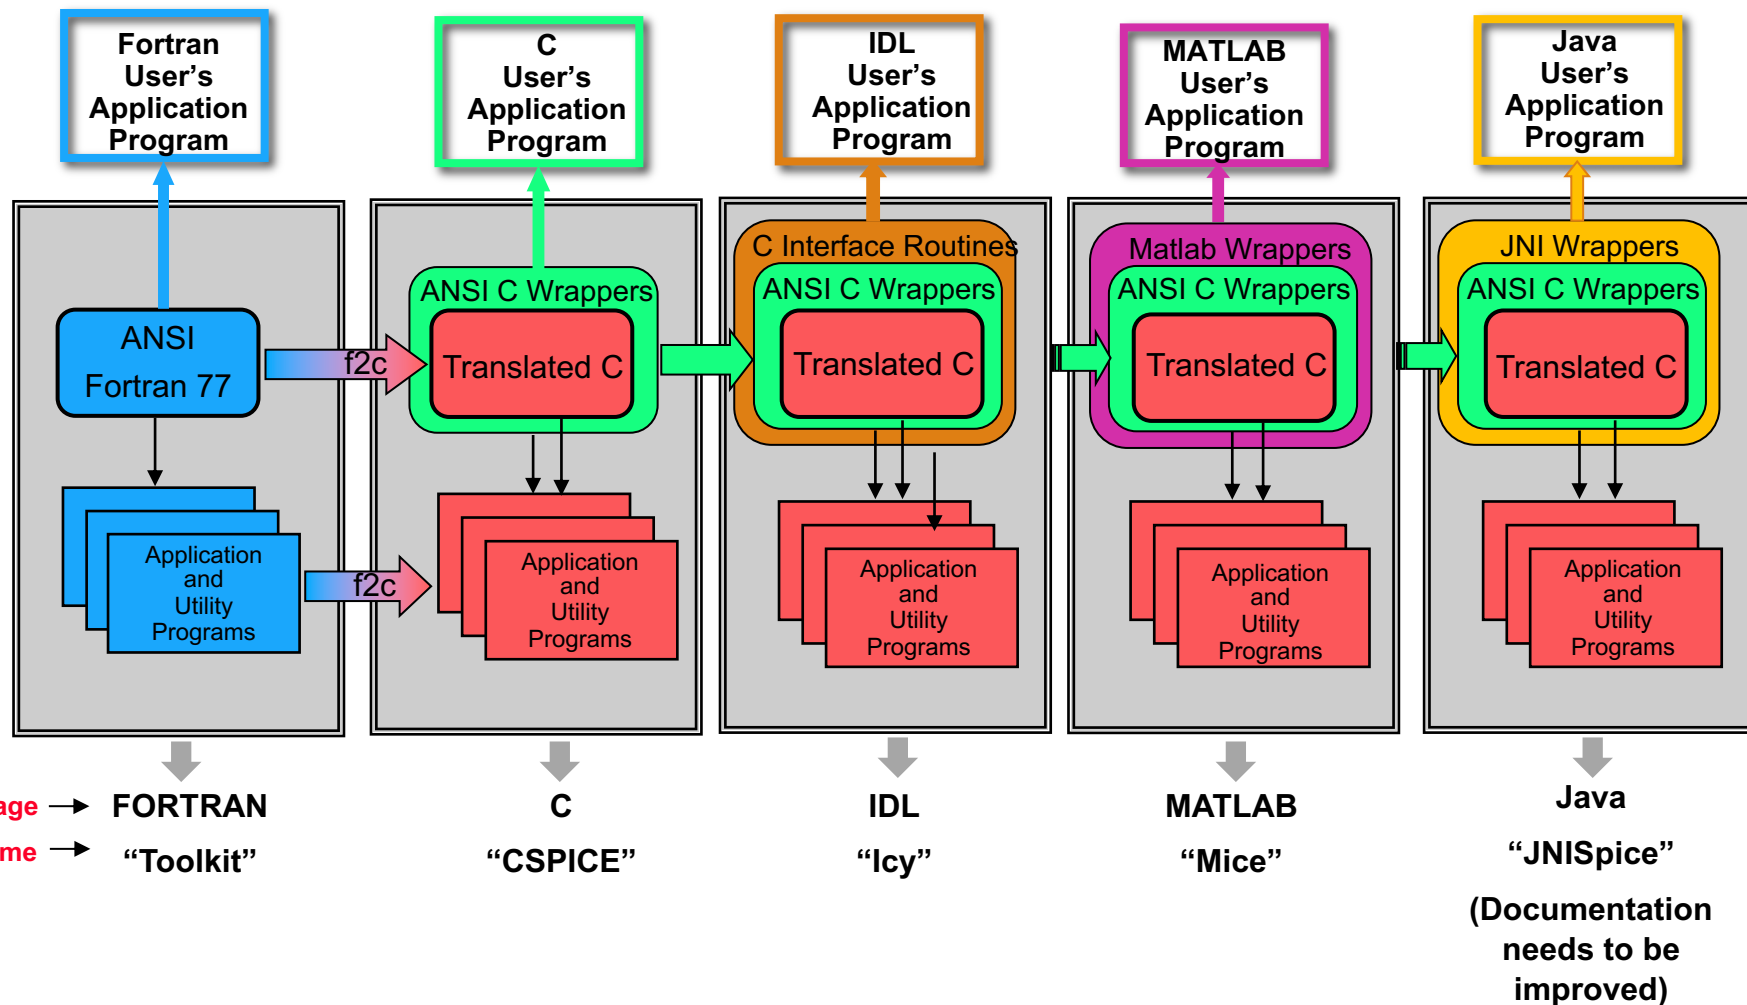 Fortran
User's
Application
Program
C
User's
Application
Program
IDL
User's
Application
Program
MATLAB
User's
Application
Program
Java
User's
Application
Program
ANSI
Fortran 77
f2c
ANSI C Wrappers
Translated C
C Interface Routines
ANSI C Wrappers
Translated C
Matlab Wrappers
ANSI C Wrappers
Translated C
JNI Wrappers
ANSI C Wrappers
Translated C
Application
and
Utility
Programs
f2c
Application
and
Utility
Programs
Application
and
Utility
Programs
Application
and
Utility
Programs
Application
and
Utility
Programs
age
FORTRAN
C
IDL
MATLAB
Java
me
“Toolkit”
“CSPICE”
“Icy”
“Mice”
“JNISpice”
(Documentation
needs to be
improved)